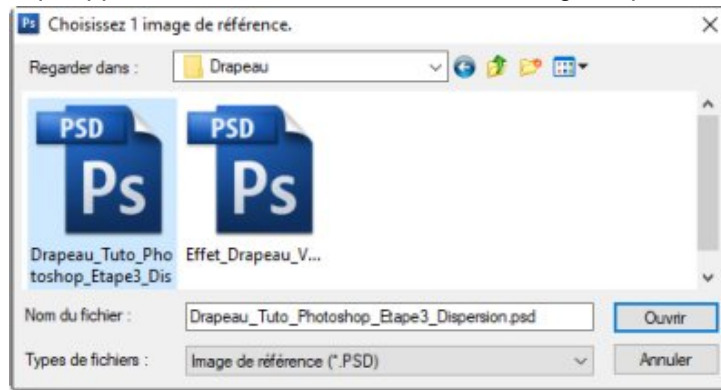 Ps Choisissez 1 image de référence.
Regarder dans :
Drapeau
PSD
Ps
PSD
Ps
Drapeau_Tuto_Pho
toshop_Etape3_Dis
Effet_Drapeau_V...
Nom du fichier :
Drapeau_Tuto_Photoshop_Etape3_Dispersion.psd
Ouvrir
Types de fichiers :
Image de référence (*.PSD)
Annuler